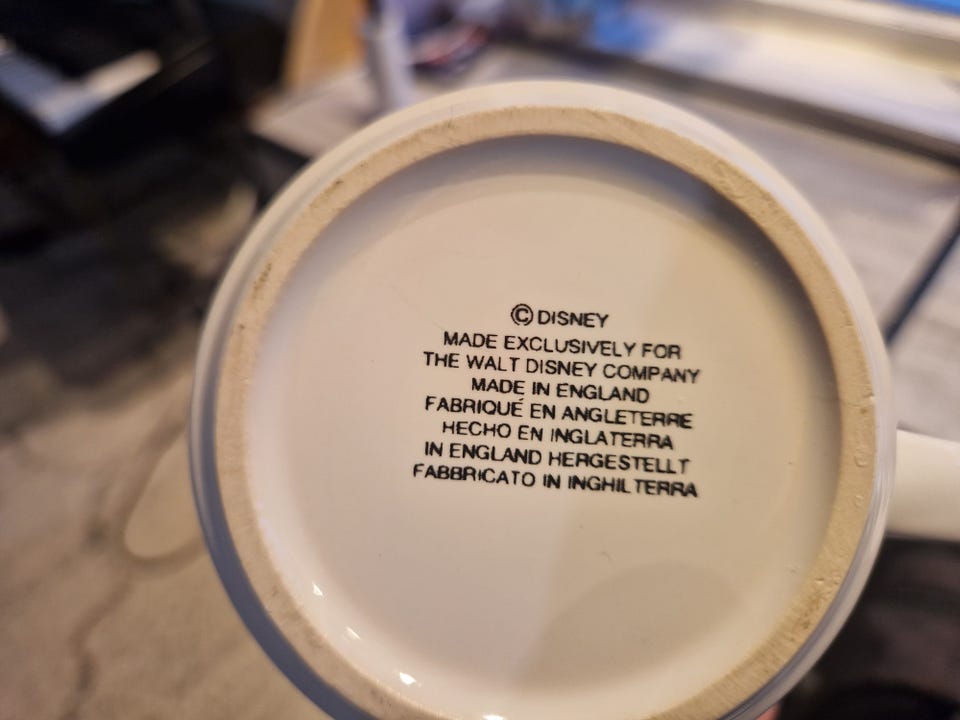 © DISNEY
MADE EXCLUSIVELY FOR
THE WALT DISNEY COMPANY
MADE IN ENGLAND
FABRIQUÉ EN ANGLETERRE
HECHO EN INGLATERRA
IN ENGLAND HERGESTELLT
FABBRICATO IN INGHILTERRA